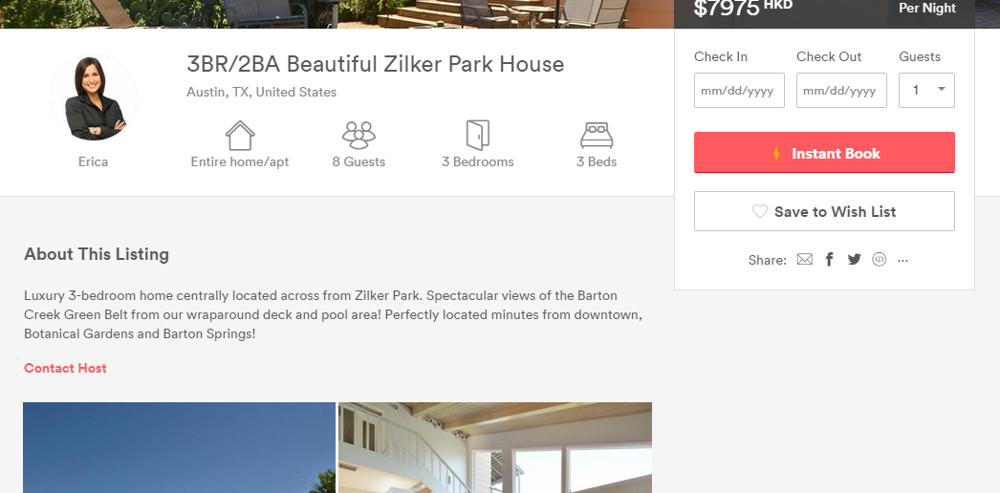 $7975 HKD
Per Night
3BR/2BA Beautiful Zilker Park House
Austin, TX, United States
Erica
Entire home/apt
8 Guests
3 Bedrooms
3 Beds
Check In
Check Out
Guests
mm/dd/yyyy
mm/dd/yyyy
1
Instant Book
Save to Wish List
Share:
...
About This Listing
Luxury 3-bedroom home centrally located across from Zilker Park. Spectacular views of the Barton
Creek Green Belt from our wraparound deck and pool area! Perfectly located minutes from downtown,
Botanical Gardens and Barton Springs!
Contact Host